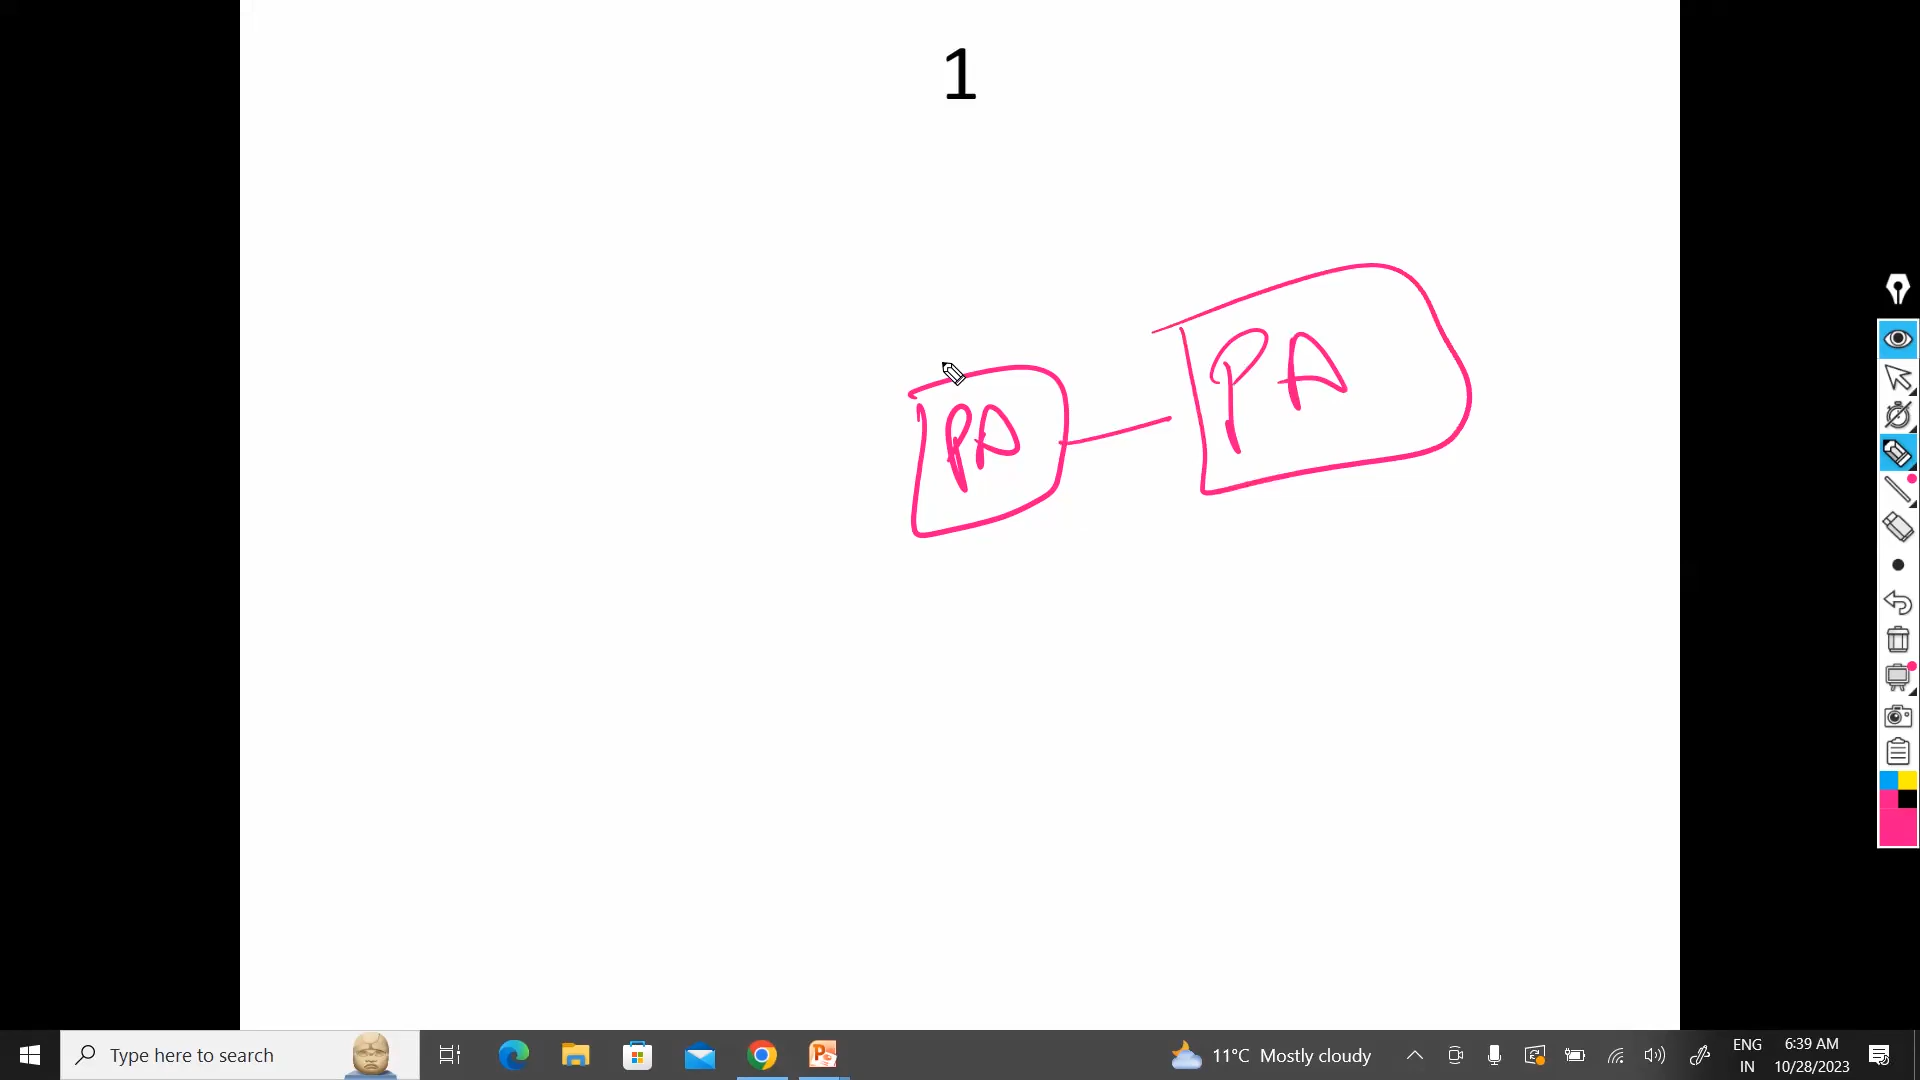 1
PA
PA
Type here to search
11°C Mostly cloudy
ENG
IN
6:39 AM
10/28/2023